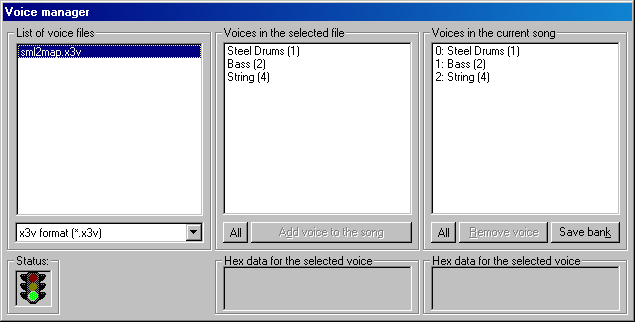 Voice manager
List of voice files
sml2map.x3v
x3v format (*.x3v)
Status:
Voices in the selected file
Steel Drums (1)
Bass (2)
String (4)
All
Add voice to the song
Hex data for the selected voice
Voices in the current song
0: Steel Drums (1)
1: Bass (2)
2: String (4)
All
Remove voice
Save bank
Hex data for the selected voice